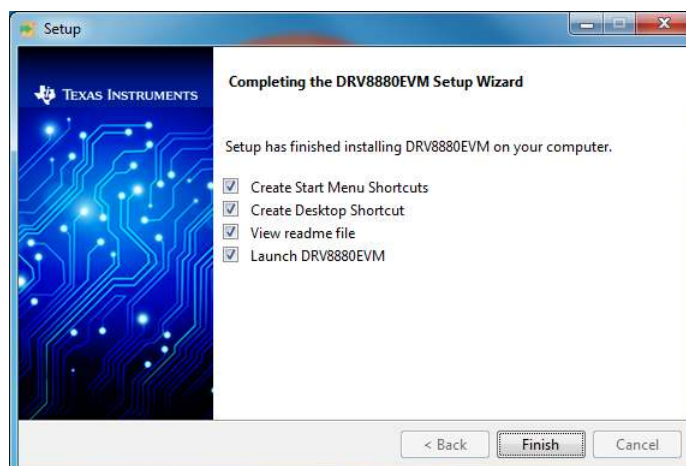 Setup
TEXAS INSTRUMENTS
Completing the DRV8880EVM Setup Wizard
Setup has finished installing DRV8880EVM on your computer.
Create Start Menu Shortcuts
Create Desktop Shortcut
View readme file
Launch DRV8880EVM
< Back
Finish
Cancel